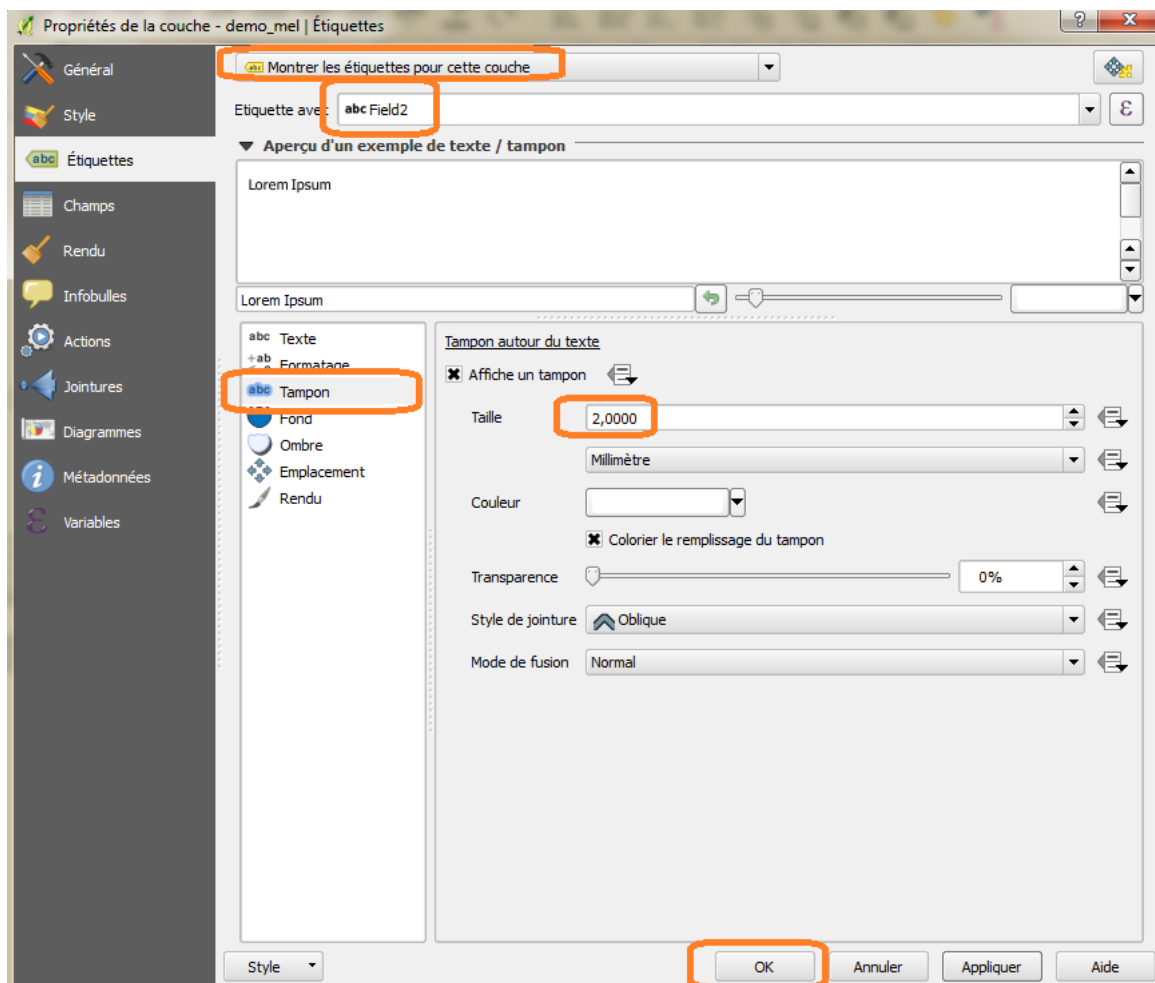 Propriétés de la couche - demo_mel | Étiquettes
Général
Style
Étiquettes
Champs
Rendu
Infobulles
Actions
Jointures
Diagrammes
Métadonnées
Variables
abc Montrer les étiquettes pour cette couche
Etiquette avec abc Field2 ε
Aperçu d'un exemple de texte / tampon
Lorem Ipsum
Lorem Ipsum
abc Texte
+ab Formatage
abc Tampon
Fond
Ombre
Emplacement
Rendu
Tampon autour du texte
Affiche un tampon
Taille 2,0000
Millimètre
Couleur
Colorier le remplissage du tampon
Transparence 0%
Style de jointure Oblique
Mode de fusion Normal
Style OK Annuler Appliquer Aide